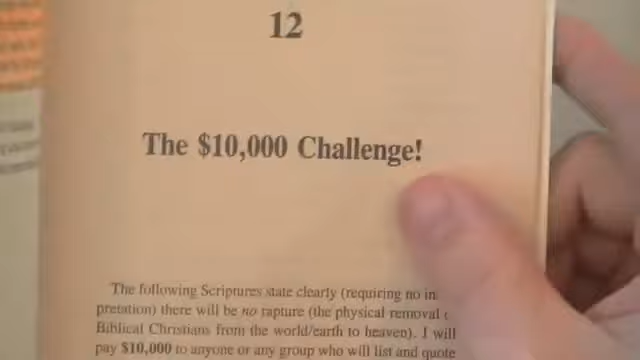 12
The $10,000 Challenge!
The following Scriptures state clearly (requiring no in
pretation) there will be no rapture (the physical removal
Biblical Christians from the world/earth to heaven). I will
pay $10,000 to anyone or any group who will list and quote